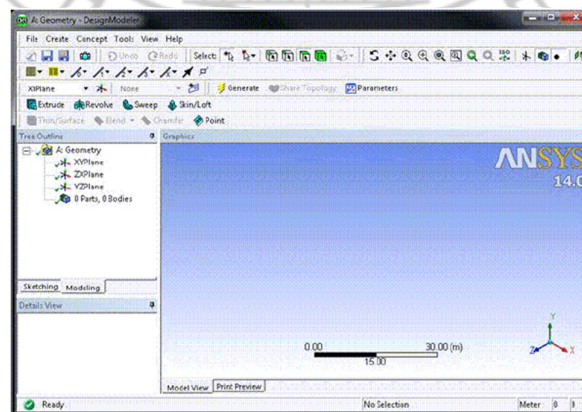 A: Geometry - DesignModeler
File Create Concept Tools View Help
Undo Redo Select:
XYPlane None Generate Share Topology Parameters
Extrude Revolve Sweep Skin/Loft
Thin/Surface Blend Chamfer Point
Tree Outline
Graphics
A: Geometry
XYPlane
ZXPlane
YZPlane
0 Parts, 0 Bodies
ANSYS
14.0
Sketching Modeling
Details View
0.00 30.00 (m)
15.00
Y
Z X
Model View Print Preview
Ready No Selection Meter 0